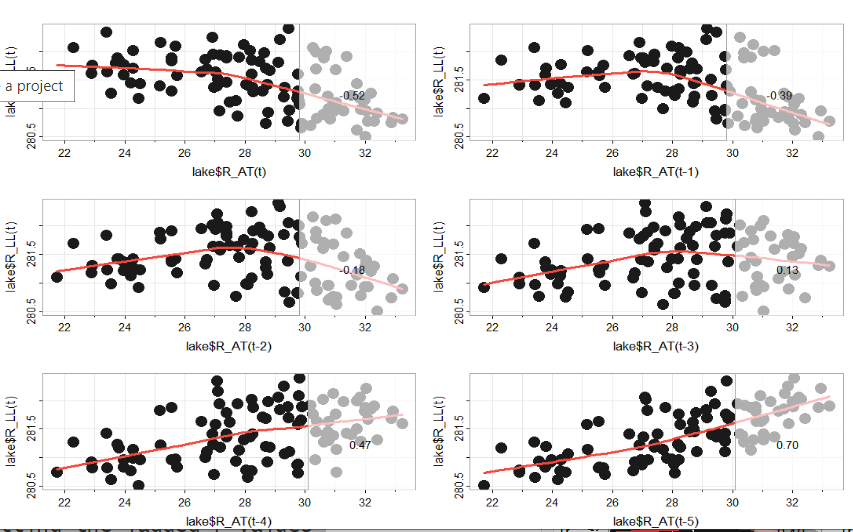 lake$R_LL(t)
281.5
280.5
a project
-0.52
-0.39
22 24 26 28 30 32
22 24 26 28 30 32
lake$R_AT(t)
lake$R_AT(t-1)
lake$R_LL(t)
281.5
280.5
-0.18
lake$R_LL(t)
281.5
280.5
0.13
22 24 26 28 30 32
22 24 26 28 30 32
lake$R_AT(t-2)
lake$R_AT(t-3)
lake$R_LL(t)
281.5
280.5
0.47
lake$R_LL(t)
281.5
280.5
0.70
22 24 26 28 30 32
22 24 26 28 30 32
lake$R_AT(t-4)
lake$R_AT(t-5)